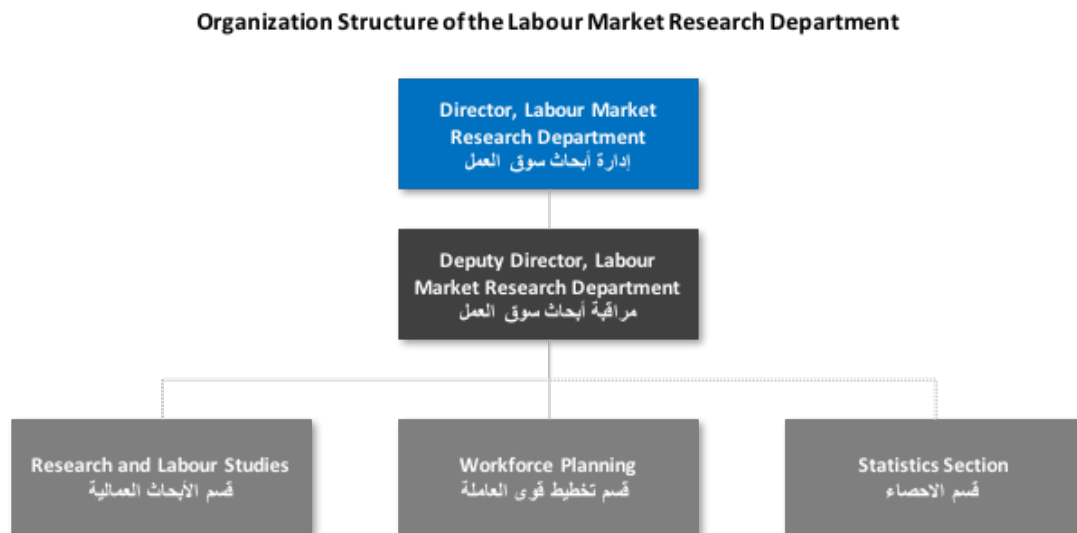 Organization Structure of the Labour Market Research Department
Director, Labour Market
Research Department
إدارة أبحاث سوق العمل
Deputy Director, Labour
Market Research Department
مراقبة أبحاث سوق العمل
Research and Labour Studies
قسم الأبحاث العمالية
Workforce Planning
قسم تخطيط قوى العاملة
Statistics Section
قسم الاحصاء